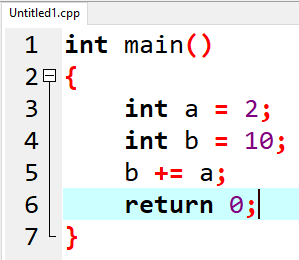 Untitled1.cpp
1 int main()
2 {
3     int a = 2;
4     int b = 10;
5     b += a;
6     return 0;
7 }